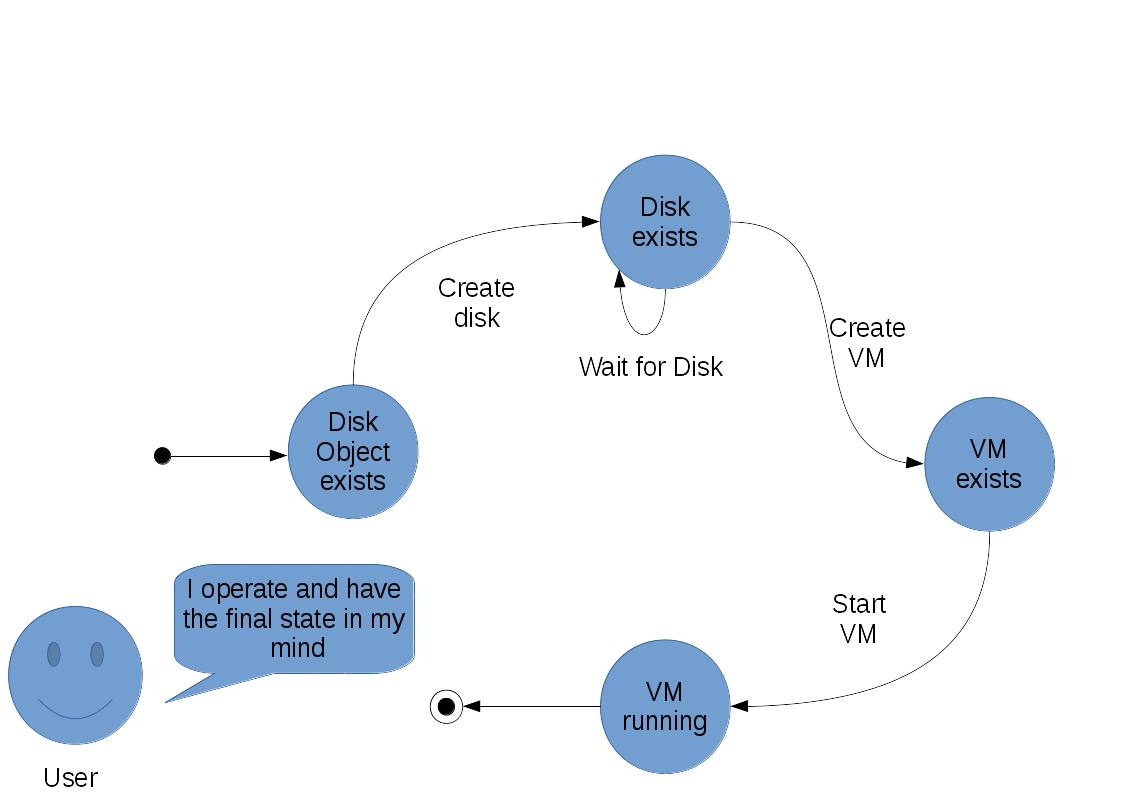 Disk
exists
Create
disk
Wait for Disk
Create
VM
Disk
Object
exists
VM
exists
I operate and have
the final state in my
mind
Start
VM
VM
running
User